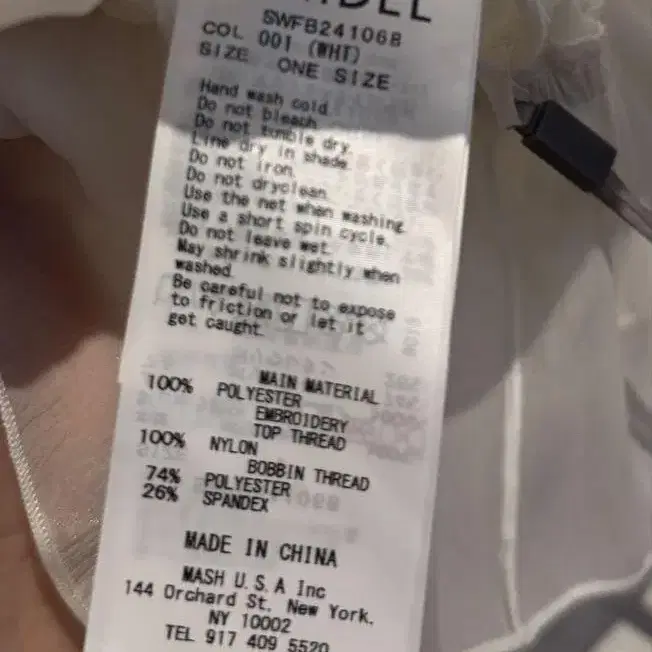 SWFB241068
COL 001 (WHT)
SIZE ONE SIZE
Hand wash cold.
Do not bleach.
Do not tumble dry.
Line dry in shade.
Do not iron.
Do not dryclean.
Use the net when washing.
Use a short spin cycle.
Do not leave wet.
May shrink slightly when
washed.
Be careful not to expose
to friction or let it
get caught.
MAIN MATERIAL
100% POLYESTER
EMBROIDERY
TOP THREAD
100% NYLON
BOBBIN THREAD
74% POLYESTER
26% SPANDEX
MADE IN CHINA
MASH U.S.A Inc
144 Orchard St. New York.
NY 10002
TEL 917 409 5520